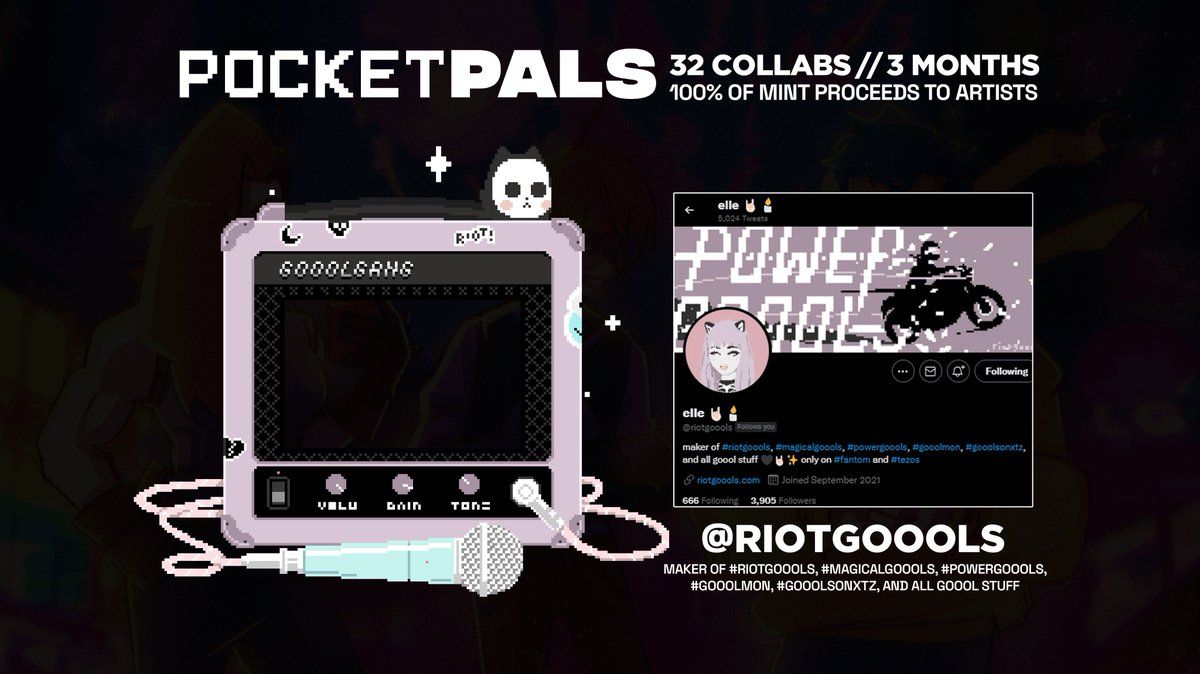 POCKETPALS
32 COLLABS // 3 MONTHS
100% OF MINT PROCEEDS TO ARTISTS
RIOT!
GOOOLGANG
VOLU GAIN TONE
elle 🤘🏻 🕯️
5,024 Tweets
POWER
GOOOLS
Following
elle 🤘🏻 🕯️
@riotgoools Follows you
maker of #riotgoools, #magicalgoools, #powergoools, #gooolmon, #gooolsonxtz,
and all goool stuff 🖤🤘🏻✨ only on #fantom and #tezos
riotgoools.com Joined September 2021
666 Following 3,905 Followers
@RIOTGOOOLS
MAKER OF #RIOTGOOOLS, #MAGICALGOOOLS, #POWERGOOOLS,
#GOOOLMON, #GOOOLSONXTZ, AND ALL GOOOL STUFF